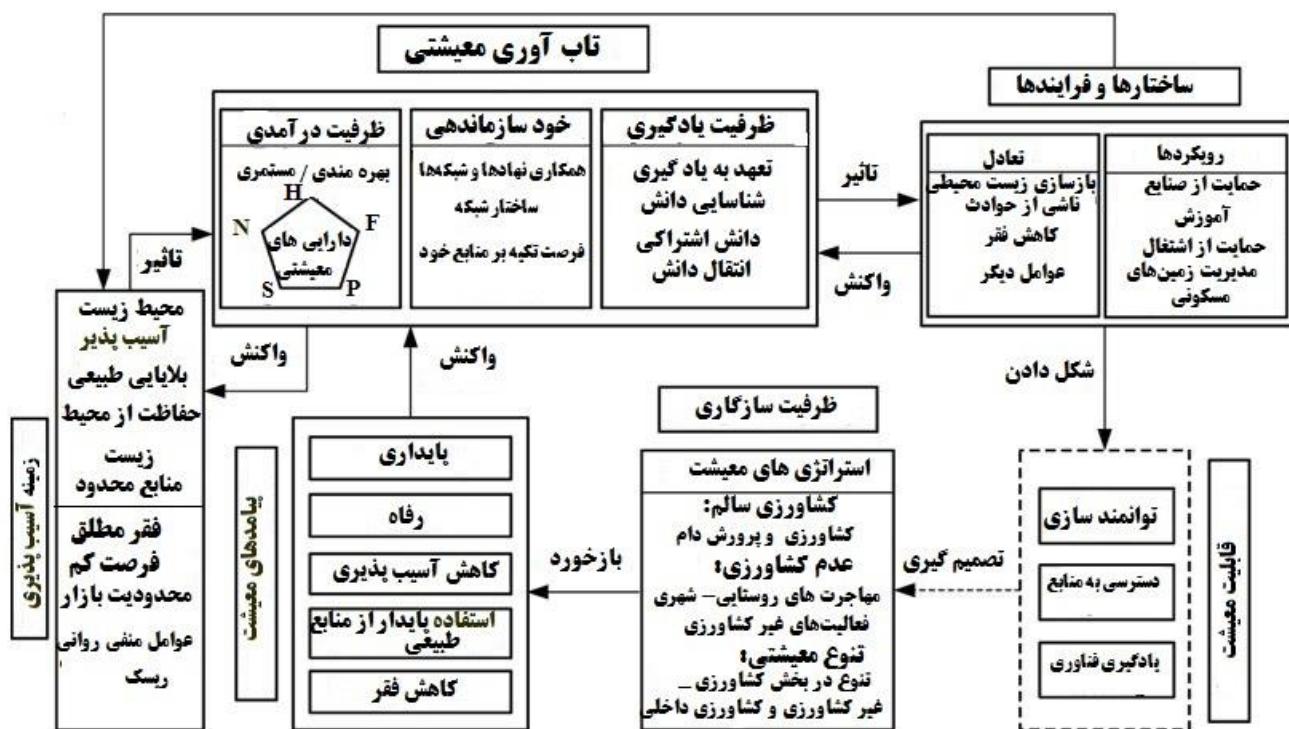 تاب آوری معیشتی
ساختارها و فرایندها
ظرفیت درآمدی
بهره مندی / مستمری
H
N
F
دارایی های
معیشتی
S
P
خود سازماندهی
همکاری نهادها و شبکه‌ها
ساختار شبکه
فرصت تکیه بر منابع خود
ظرفیت یادگیری
تعهد به یاد گیری
شناسایی دانش
دانش اشتراکی
انتقال دانش
تاثیر
واکنش
تعادل
بازسازی زیست محیطی
ناشی از حوادث
کاهش فقر
عوامل دیگر
رویکردها
حمایت از صنایع
آموزش
حمایت از اشتغال
مدیریت زمین‌های
مسکونی
تاثیر
واکنش
واکنش
شکل دادن
زمینه آسیب پذیری
محیط زیست
آسیب پذیر
بلایایی طبیعی
حفاظت از محیط
زیست
منابع محدود
فقر مطلق
فرصت کم
محدودیت بازار
عوامل منفی روانی
ریسک
پیامدهای معیشت
پایداری
رفاه
کاهش آسیب پذیری
استفاده پایدار از منابع
طبیعی
کاهش فقر
بازخورد
ظرفیت سازگاری
استراتژی های معیشت
کشاورزی سالم:
کشاورزی و پرورش دام
عدم کشاورزی:
مهاجرت های روستایی– شهری
فعالیت‌های غیر کشاورزی
تنوع معیشتی:
تنوع در بخش کشاورزی _
غیر کشاورزی و کشاورزی داخلی
تصمیم گیری
توانمند سازی
دسترسی به منابع
یادگیری فناوری
قابلیت معیشت